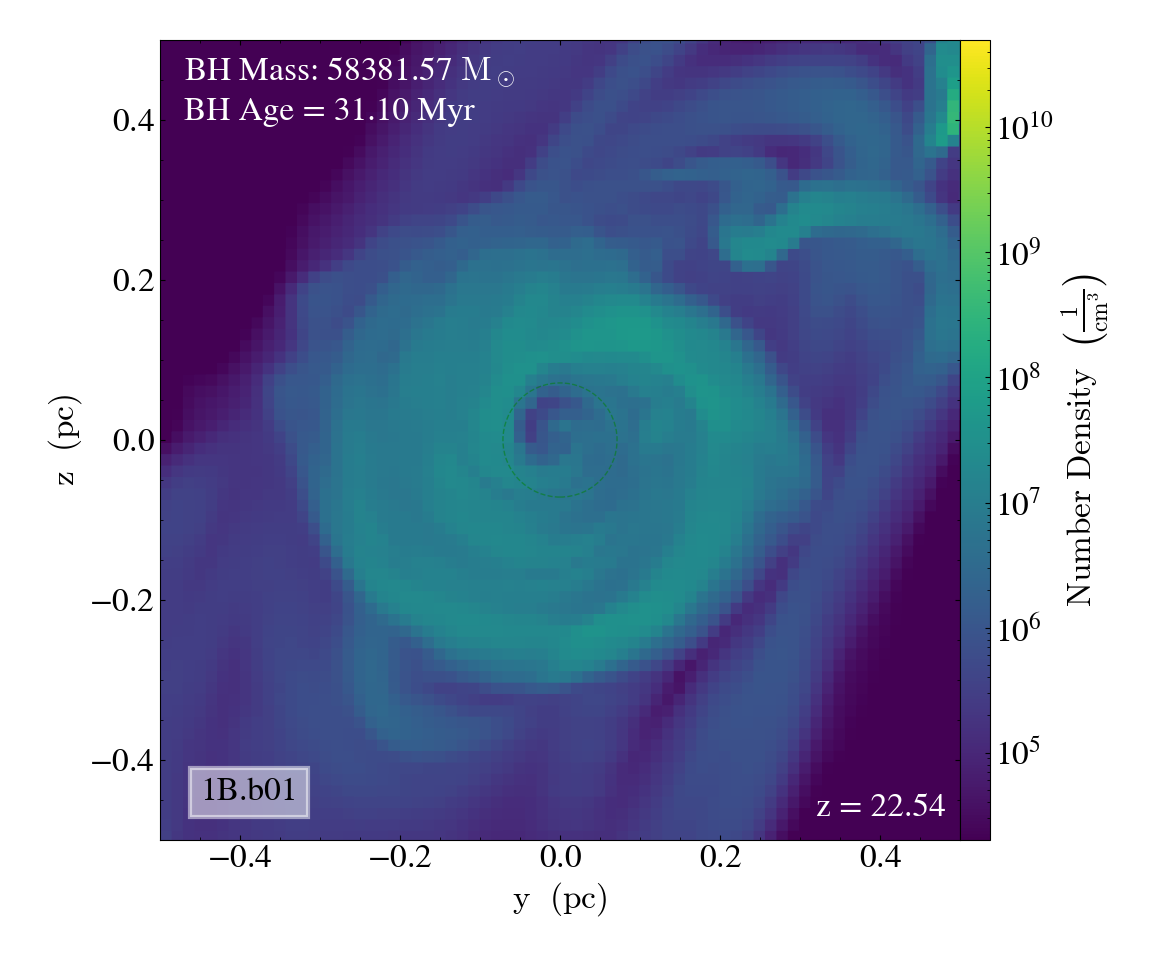 BH Mass: 58381.57 M⊙
BH Age = 31.10 Myr
0.4
0.2
0.0
−0.2
−0.4
z (pc)
1B.b01
z = 22.54
−0.4 −0.2 0.0 0.2 0.4
y (pc)
10^10
10^9
10^8
10^7
10^6
10^5
Number Density (1/cm^3)